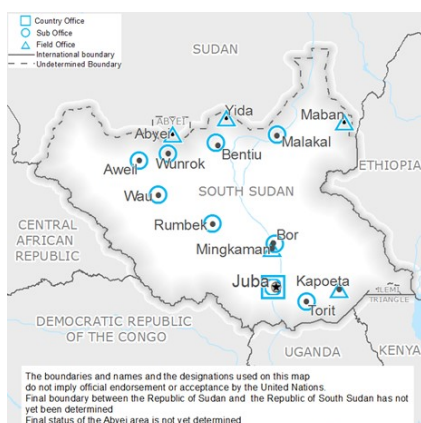 Country Office
Sub Office
Field Office
International boundary
Undetermined Boundary
SUDAN
ABYEI
Yida
Maban
Abyei
Malakal
Bentiu
Wunrok
Aweil
ETHIOPIA
Wau
SOUTH SUDAN
Rumbek
Bor
CENTRAL
AFRICAN
REPUBLIC
Mingkaman
Juba
Kapoeta
ILEMI
TRIANGLE
Torit
DEMOCRATIC REPUBLIC
OF THE CONGO
UGANDA
KENYA
The boundaries and names and the designations used on this map
do not imply official endorsement or acceptance by the United Nations.
Final boundary between the Republic of Sudan and the Republic of South Sudan has not
yet been determined
Final status of the Abyei area is not yet determined